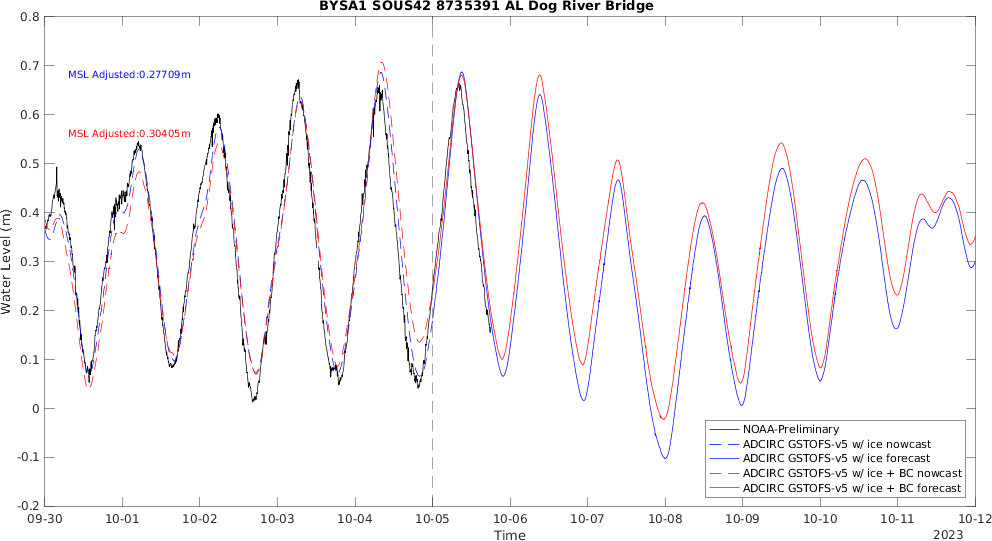 BYSA1 SOUS42 8735391 AL Dog River Bridge
0.8
0.7
0.6
0.5
0.4
0.3
0.2
0.1
0
-0.1
-0.2
Water Level (m)
MSL Adjusted:0.27709m
MSL Adjusted:0.30405m
NOAA-Preliminary
ADCIRC GSTOFS-v5 w/ ice nowcast
ADCIRC GSTOFS-v5 w/ ice forecast
ADCIRC GSTOFS-v5 w/ ice + BC nowcast
ADCIRC GSTOFS-v5 w/ ice + BC forecast
09-30 10-01 10-02 10-03 10-04 10-05 10-06 10-07 10-08 10-09 10-10 10-11 10-12
Time
2023